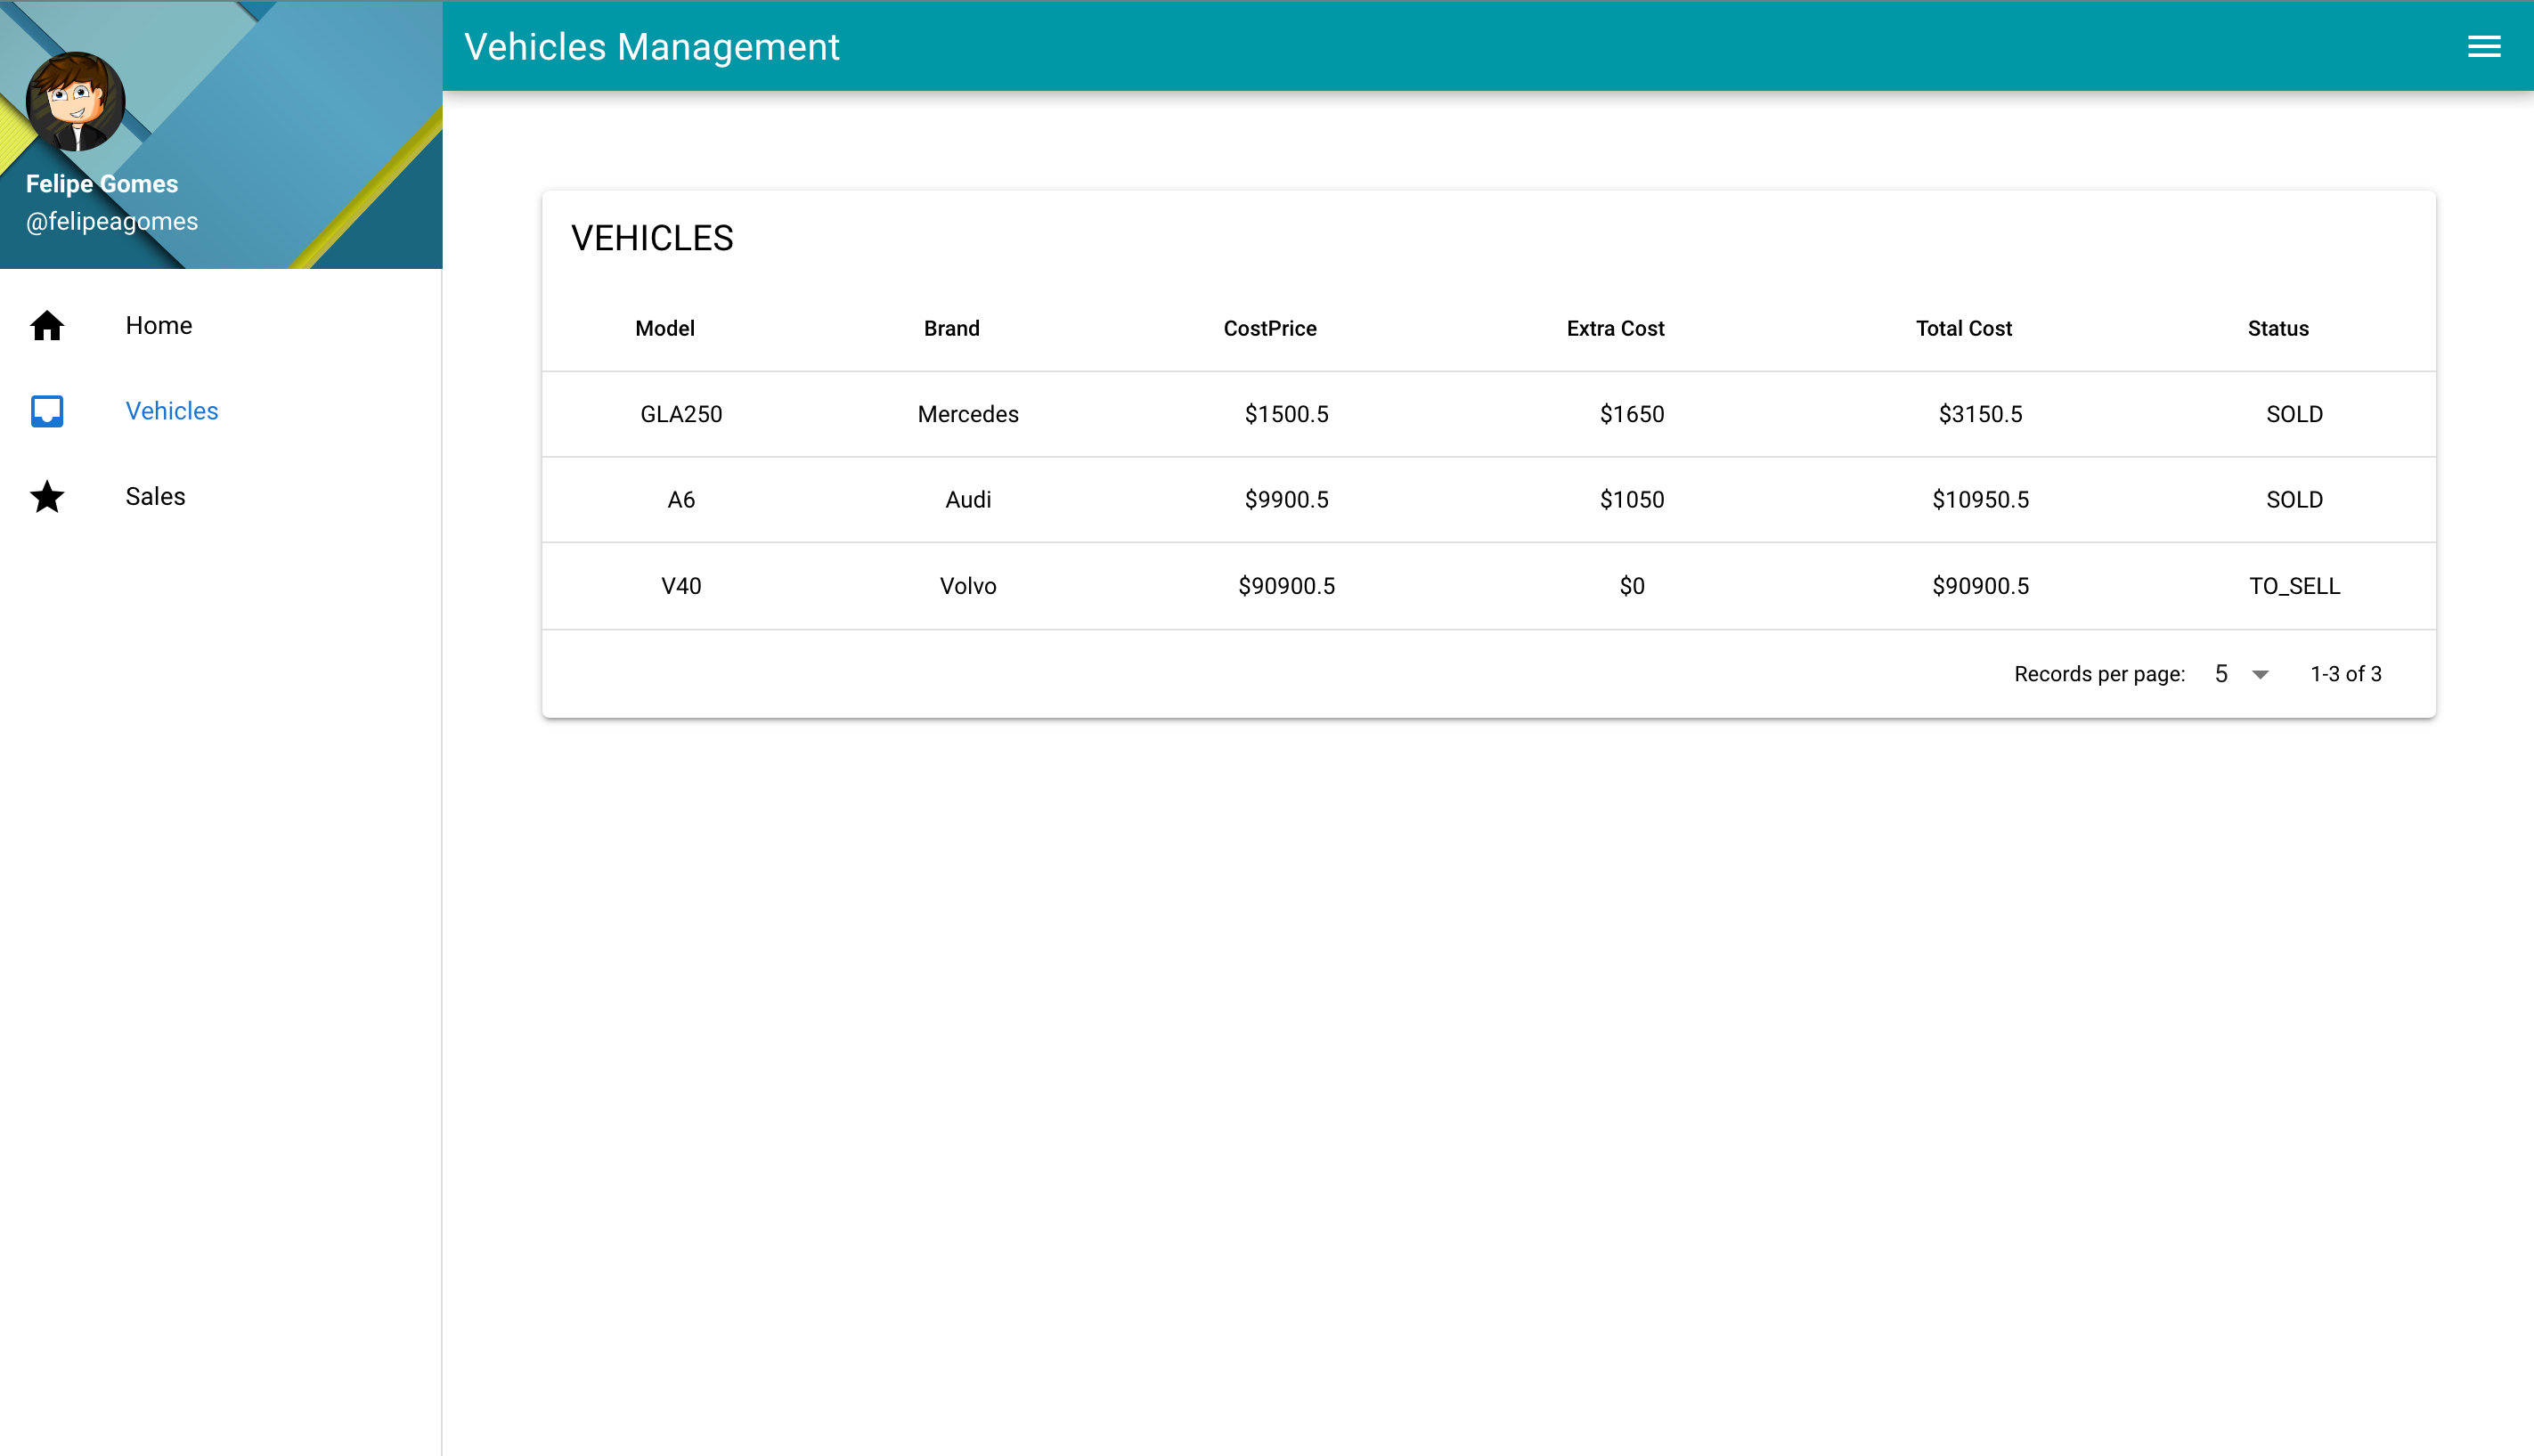 Vehicles Management
Felipe Gomes
@felipeagomes
Home
Vehicles
Sales
VEHICLES
Model Brand CostPrice Extra Cost Total Cost Status
GLA250 Mercedes $1500.5 $1650 $3150.5 SOLD
A6 Audi $9900.5 $1050 $10950.5 SOLD
V40 Volvo $90900.5 $0 $90900.5 TO_SELL
Records per page: 5 1-3 of 3